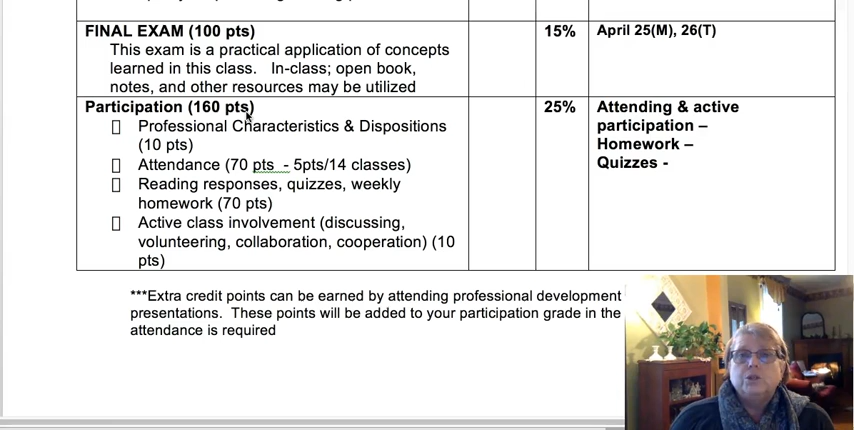 FINAL EXAM (100 pts)
This exam is a practical application of concepts
learned in this class. In-class; open book,
notes, and other resources may be utilized
15%
April 25(M), 26(T)
Participation (160 pts)
Professional Characteristics & Dispositions
(10 pts)
Attendance (70 pts - 5pts/14 classes)
Reading responses, quizzes, weekly
homework (70 pts)
Active class involvement (discussing,
volunteering, collaboration, cooperation) (10
pts)
25%
Attending & active
participation –
Homework –
Quizzes -
***Extra credit points can be earned by attending professional development
presentations. These points will be added to your participation grade in the
attendance is required